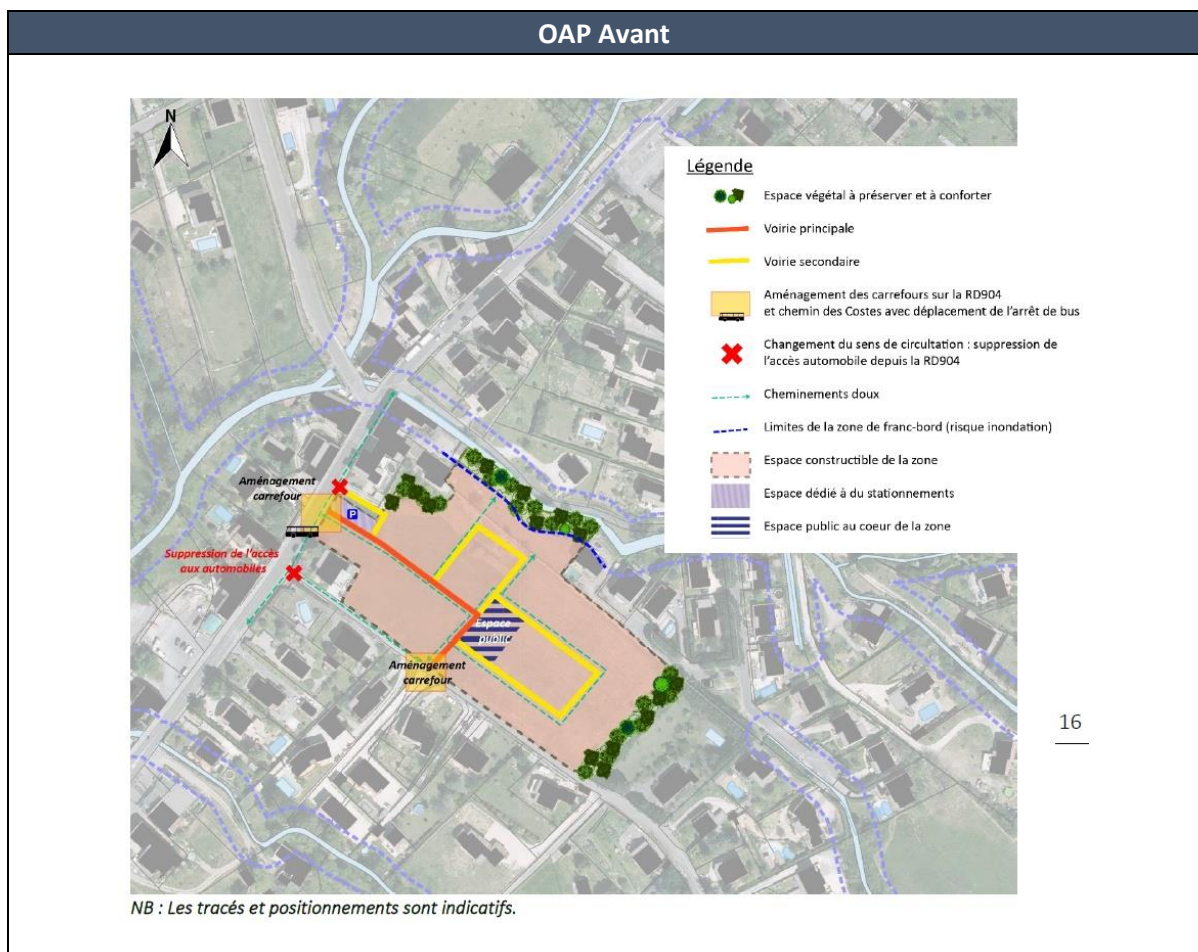 OAP Avant
N
Légende
Espace végétal à préserver et à conforter
Voirie principale
Voirie secondaire
Aménagement des carrefours sur la RD904
et chemin des Costes avec déplacement de l'arrêt de bus
Changement du sens de circulation : suppression de
l'accès automobile depuis la RD904
Cheminements doux
Limites de la zone de franc-bord (risque inondation)
Espace constructible de la zone
Espace dédié à du stationnements
Espace public au coeur de la zone
Aménagement
carrefour
P
Suppression de l'accès
aux automobiles
Espace
public
Aménagement
carrefour
16
NB : Les tracés et positionnements sont indicatifs.